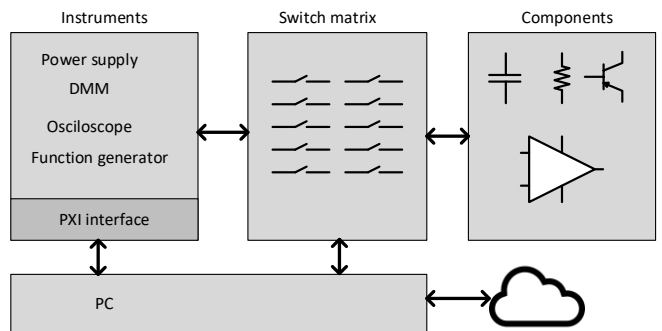 Instruments
Switch matrix
Components
Power supply
DMM
Osciloscope
Function generator
PXI interface
PC